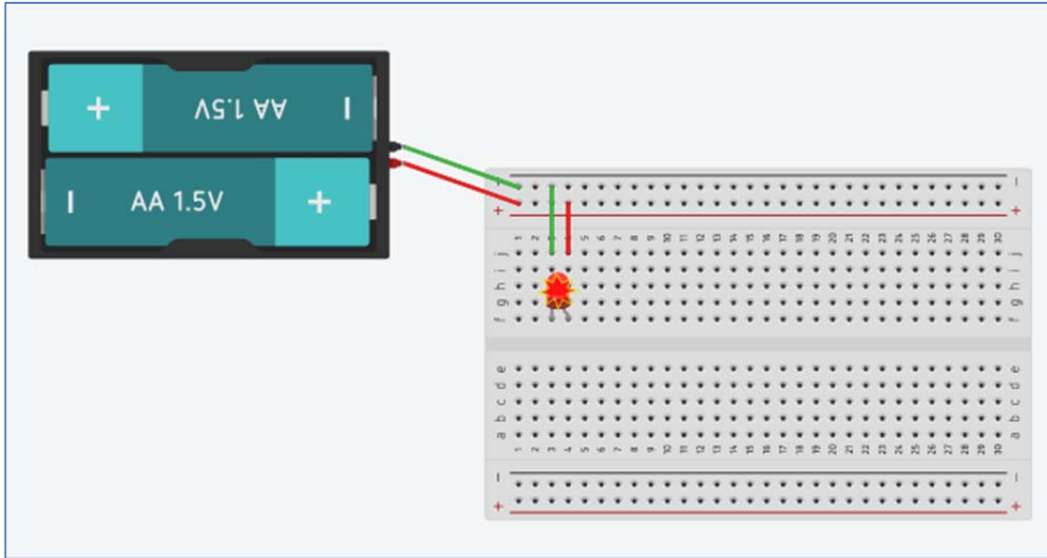 + AA 1.5V -
- AA 1.5V +
- -
+ +
1 2 3 4 5 6 7 8 9 10 11 12 13 14 15 16 17 18 19 20 21 22 23 24 25 26 27 28 29 30
j j
i i
h h
g g
f f
e e
d d
c c
b b
a a
1 2 3 4 5 6 7 8 9 10 11 12 13 14 15 16 17 18 19 20 21 22 23 24 25 26 27 28 29 30
- -
+ +